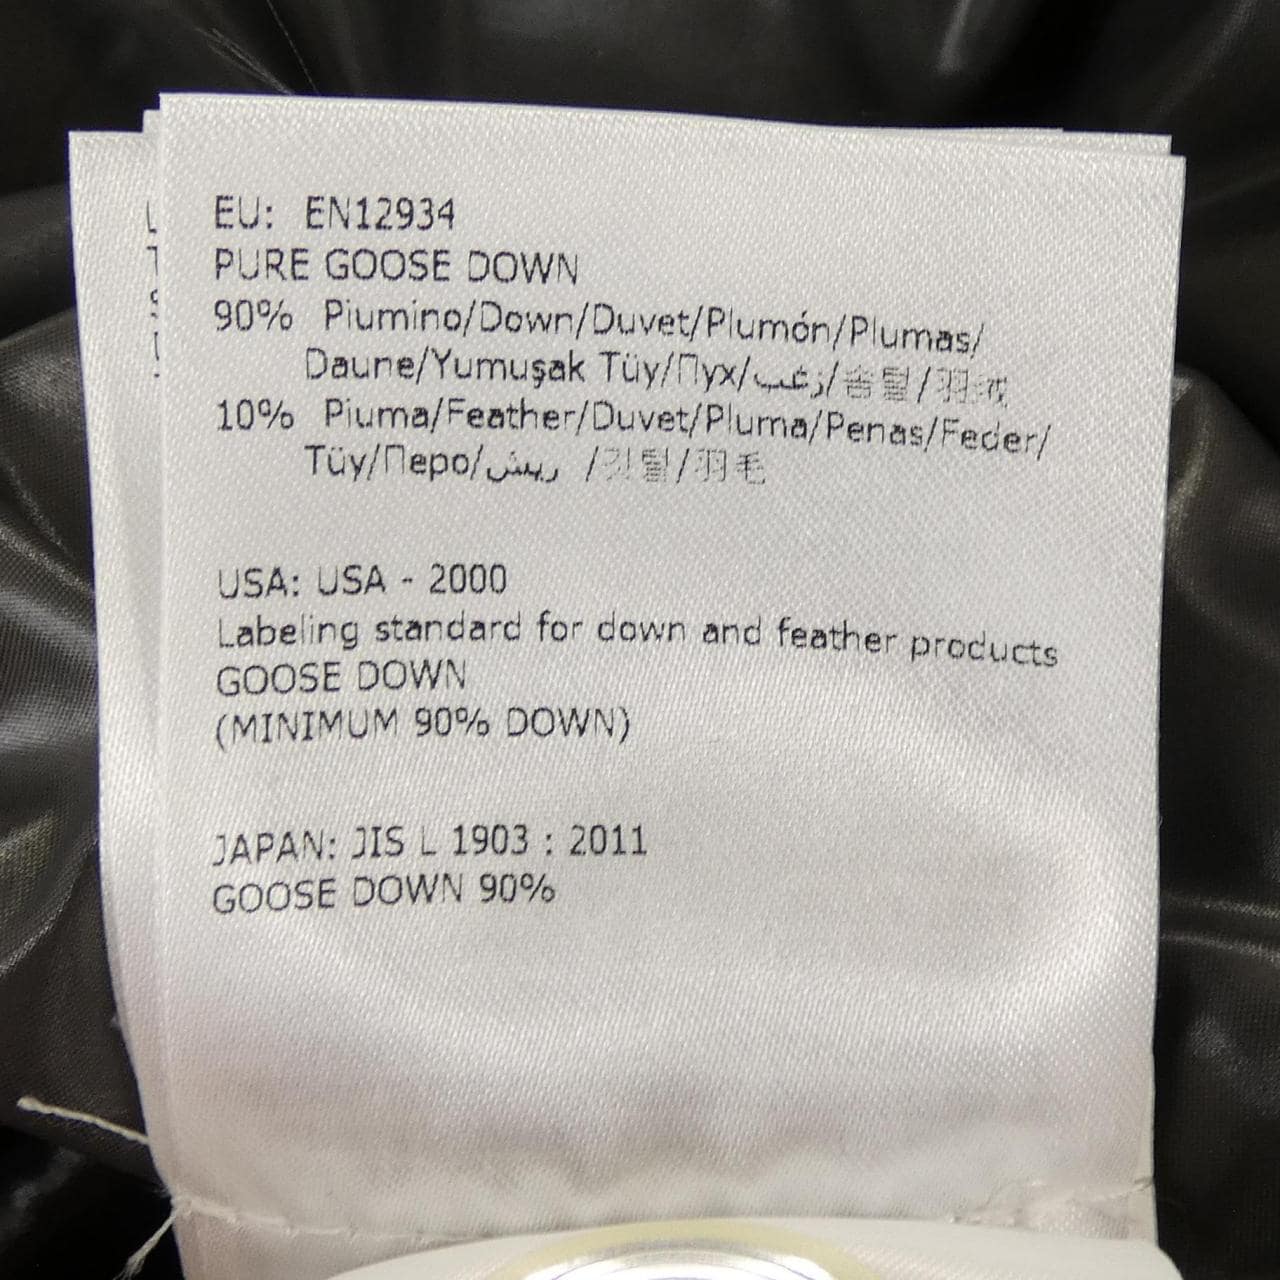 EU: EN12934
PURE GOOSE DOWN
90% Piumino/Down/Duvet/Plumón/Plumas/
Daune/Yumuşak Tüy/Пух/زغب/솜털/羽绒
10% Piuma/Feather/Duvet/Pluma/Penas/Feder/
Tüy/Перо/ريش /깃털/羽毛
USA: USA - 2000
Labeling standard for down and feather products
GOOSE DOWN
(MINIMUM 90% DOWN)
JAPAN: JIS L 1903 : 2011
GOOSE DOWN 90%